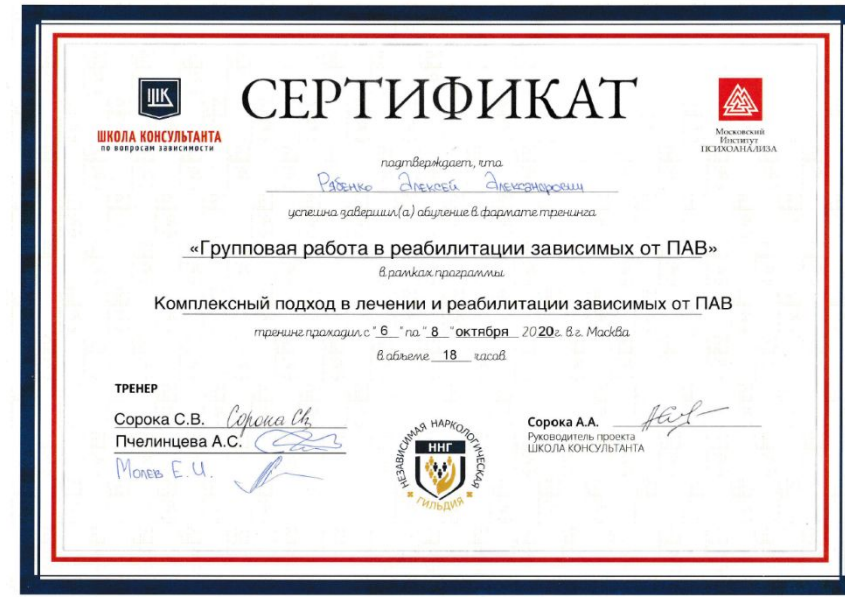 СЕРТИФИКАТ
ШК
ШКОЛА КОНСУЛЬТАНТА
по вопросам зависимости
Московский
Институт
ПСИХОАНАЛИЗА
подтверждает, что
Рябенко Алексей Александрович
успешно завершил(а) обучение в формате тренинга
«Групповая работа в реабилитации зависимых от ПАВ»
в рамках программы
Комплексный подход в лечении и реабилитации зависимых от ПАВ
тренинг проходил с "6" по "8" октября 2020г. в г. Москва
в объеме 18 часов
ТРЕНЕР
Сорока С.В. Сорока СВ
Пчелинцева А.С.
Молев Е.И.
НЕЗАВИСИМАЯ НАРКОЛОГИЧЕСКАЯ
ННГ
ГИЛЬДИЯ
Сорока А.А.
Руководитель проекта
ШКОЛА КОНСУЛЬТАНТА